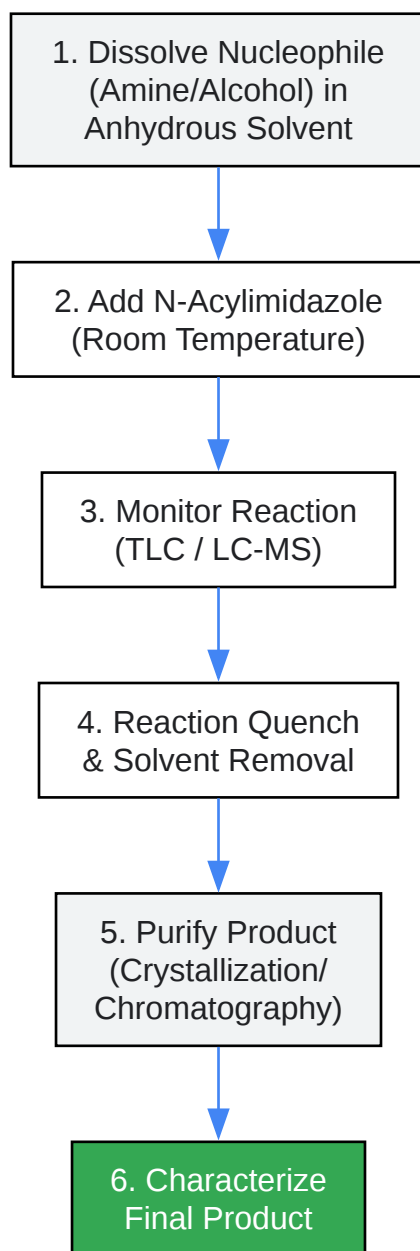 1. Dissolve Nucleophile
(Amine/Alcohol) in
Anhydrous Solvent
2. Add N-Acylimidazole
(Room Temperature)
3. Monitor Reaction
(TLC / LC-MS)
4. Reaction Quench
& Solvent Removal
5. Purify Product
(Crystallization/
Chromatography)
6. Characterize
Final Product